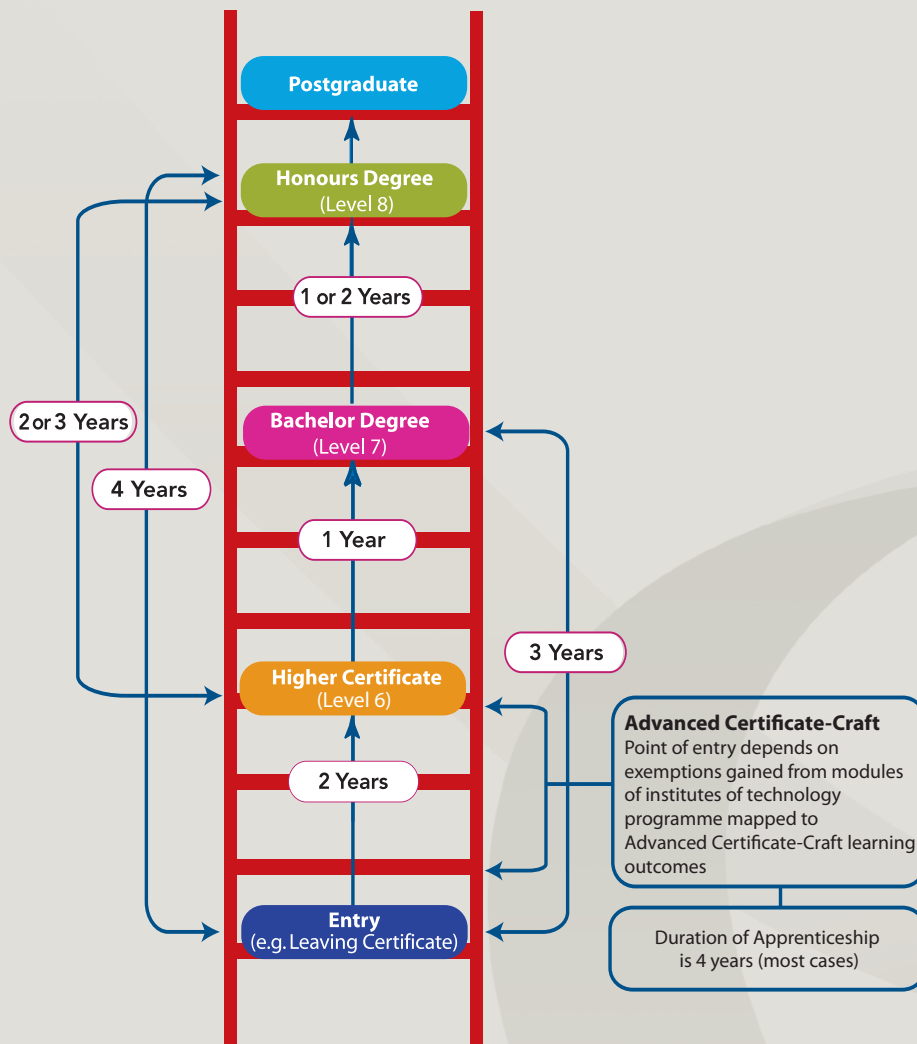 Postgraduate
Honours Degree
(Level 8)
1 or 2 Years
2 or 3 Years
Bachelor Degree
(Level 7)
4 Years
1 Year
3 Years
Higher Certificate
(Level 6)
2 Years
Advanced Certificate-Craft
Point of entry depends on
exemptions gained from modules
of institutes of technology
programme mapped to
Advanced Certificate-Craft learning
outcomes
Entry
(e.g. Leaving Certificate)
Duration of Apprenticeship
is 4 years (most cases)